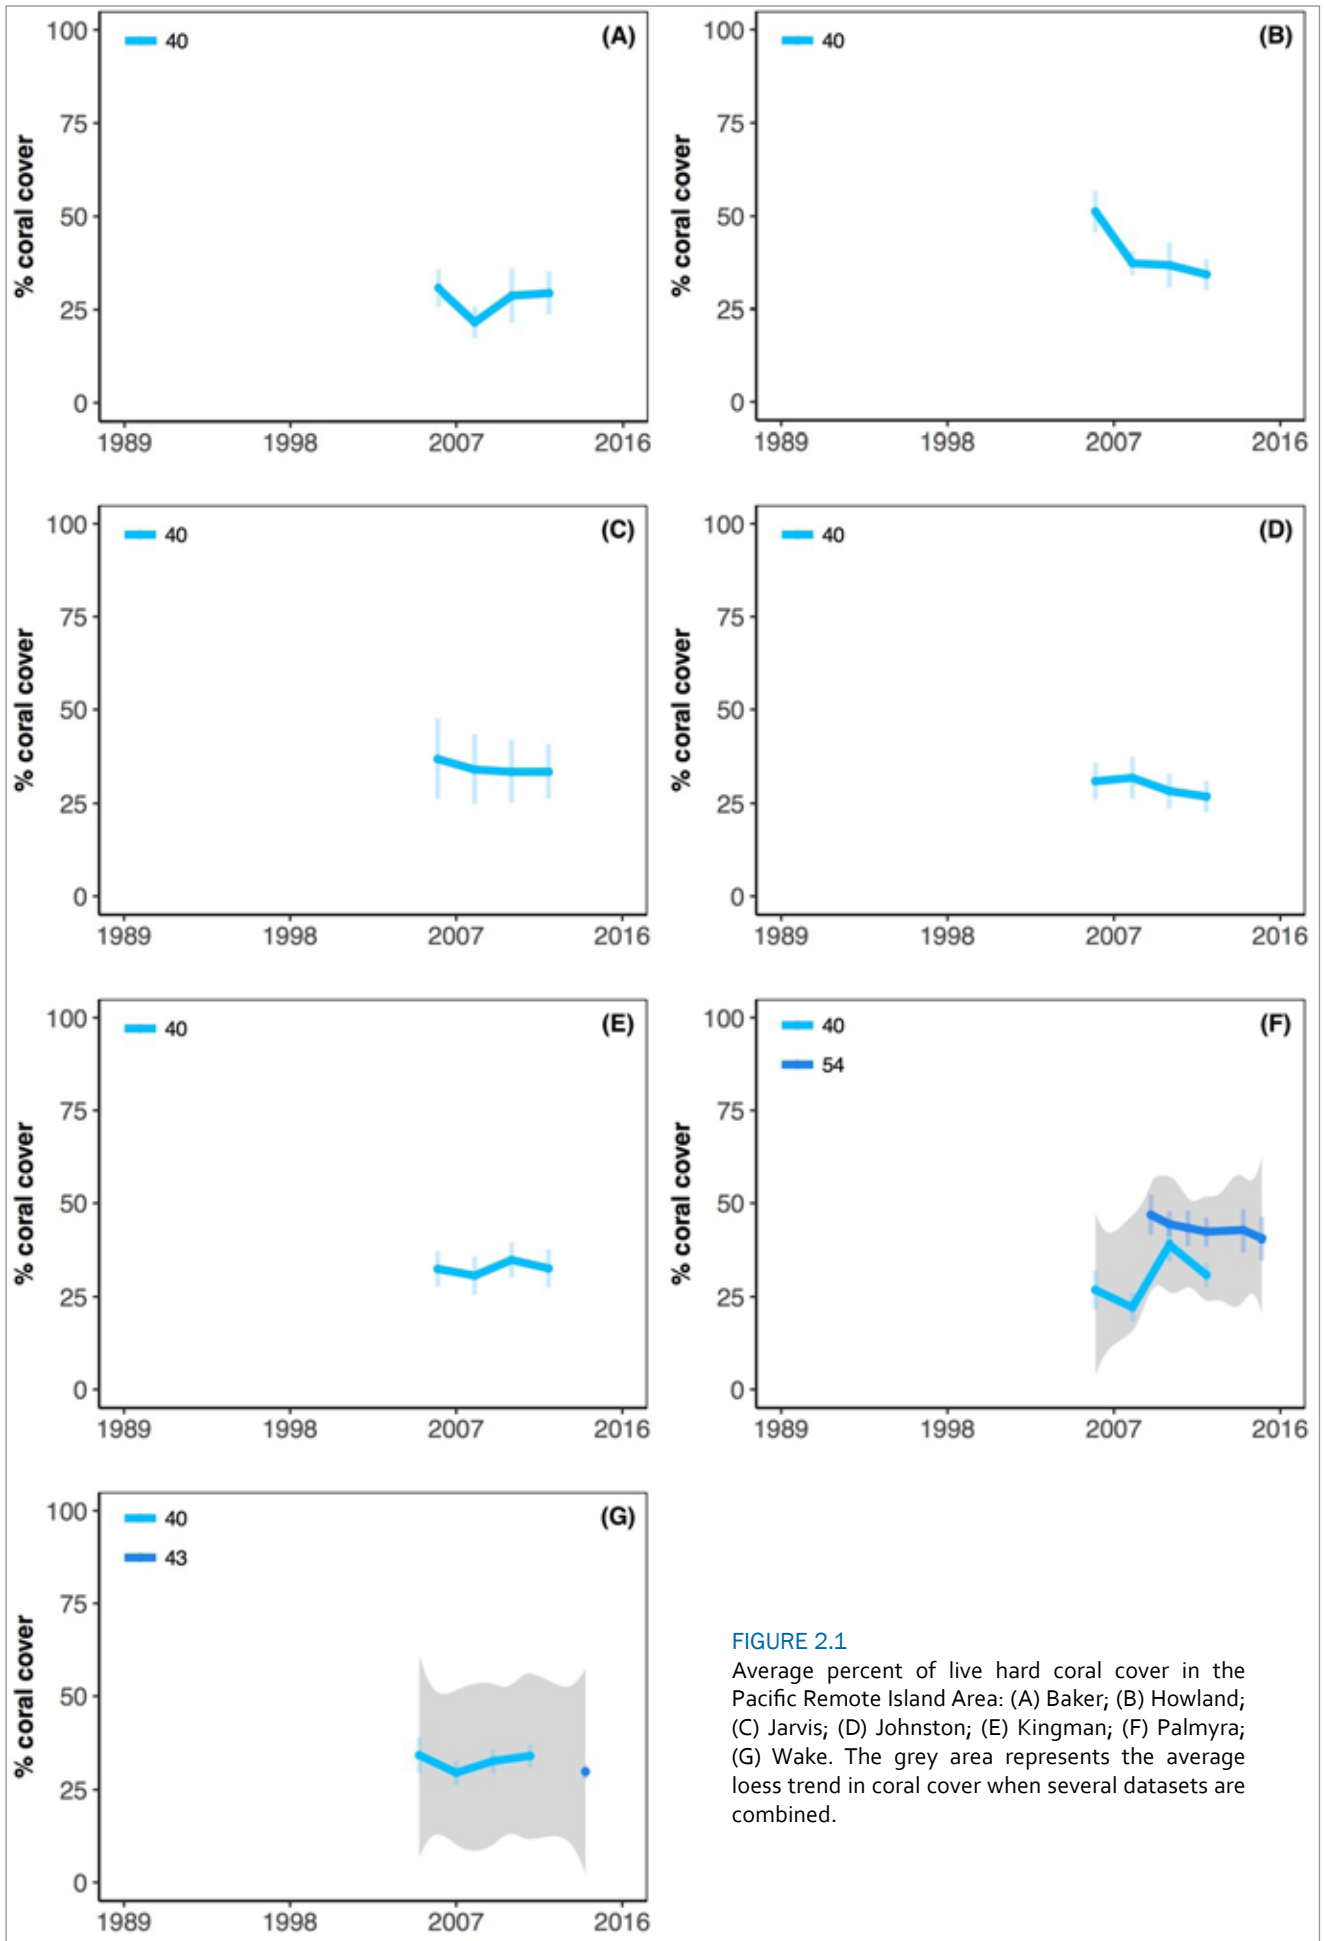 100
75
50
25
0
% coral cover
40
(A)
1989 1998 2007 2016
100
75
50
25
0
% coral cover
40
(B)
1989 1998 2007 2016
100
75
50
25
0
% coral cover
40
(C)
1989 1998 2007 2016
100
75
50
25
0
% coral cover
40
(D)
1989 1998 2007 2016
100
75
50
25
0
% coral cover
40
(E)
1989 1998 2007 2016
100
75
50
25
0
% coral cover
40
54
(F)
1989 1998 2007 2016
100
75
50
25
0
% coral cover
40
43
(G)
1989 1998 2007 2016
FIGURE 2.1
Average percent of live hard coral cover in the
Pacific Remote Island Area: (A) Baker; (B) Howland;
(C) Jarvis; (D) Johnston; (E) Kingman; (F) Palmyra;
(G) Wake. The grey area represents the average
loess trend in coral cover when several datasets are
combined.